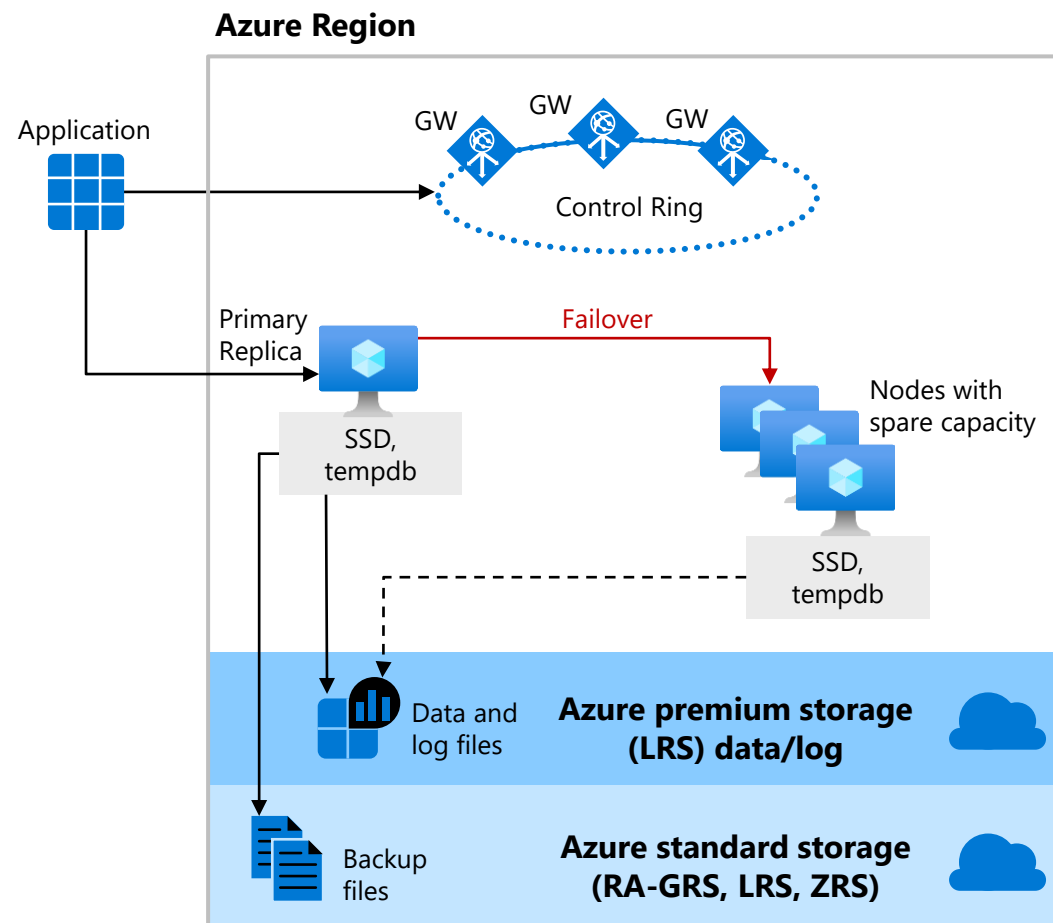 Azure Region
Application
GW
GW
GW
Control Ring
Primary
Replica
Failover
Nodes with
spare capacity
SSD,
tempdb
SSD,
tempdb
Data and
log files
Azure premium storage
(LRS) data/log
Backup
files
Azure standard storage
(RA-GRS, LRS, ZRS)